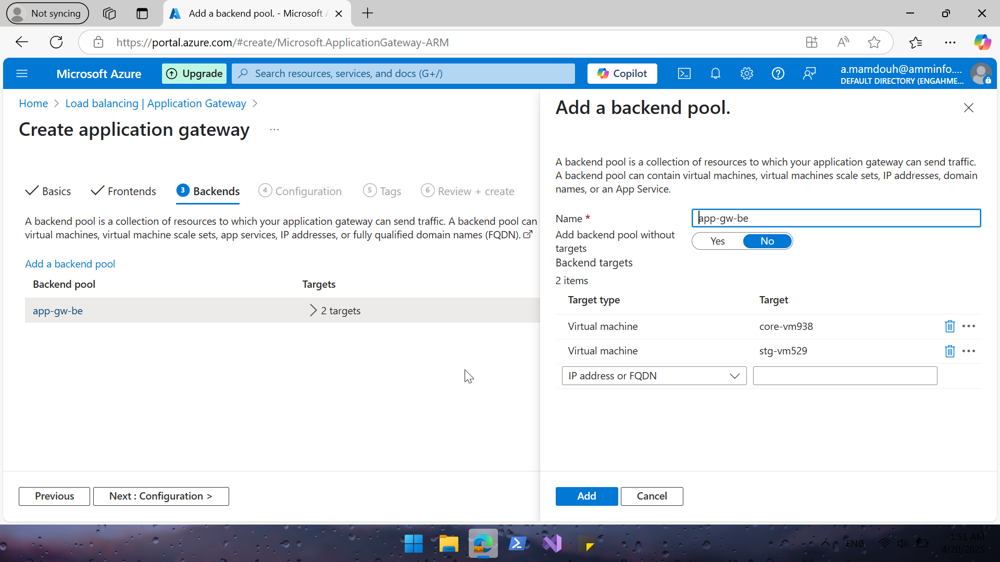 Not syncing
Add a backend pool. - Microsoft A
https://portal.azure.com/#create/Microsoft.ApplicationGateway-ARM
Microsoft Azure
Upgrade
Search resources, services, and docs (G+/)
Copilot
a.mamdouh@amminfo....
DEFAULT DIRECTORY (ENGAHME...
Home > Load balancing | Application Gateway >
Create application gateway ...
Basics
Frontends
3 Backends
4 Configuration
5 Tags
6 Review + create
A backend pool is a collection of resources to which your application gateway can send traffic. A backend pool can
virtual machines, virtual machine scale sets, app services, IP addresses, or fully qualified domain names (FQDN).
Add a backend pool
Backend pool
Targets
app-gw-be
2 targets
Previous
Next : Configuration >
Add a backend pool.
A backend pool is a collection of resources to which your application gateway can send traffic.
A backend pool can contain virtual machines, virtual machines scale sets, IP addresses, domain
names, or an App Service.
Name *
app-gw-be
Add backend pool without
targets
Yes
No
Backend targets
2 items
Target type
Target
Virtual machine
core-vm938
Virtual machine
stg-vm529
IP address or FQDN
Add
Cancel
ENG
1:51 AM
4/20/2025